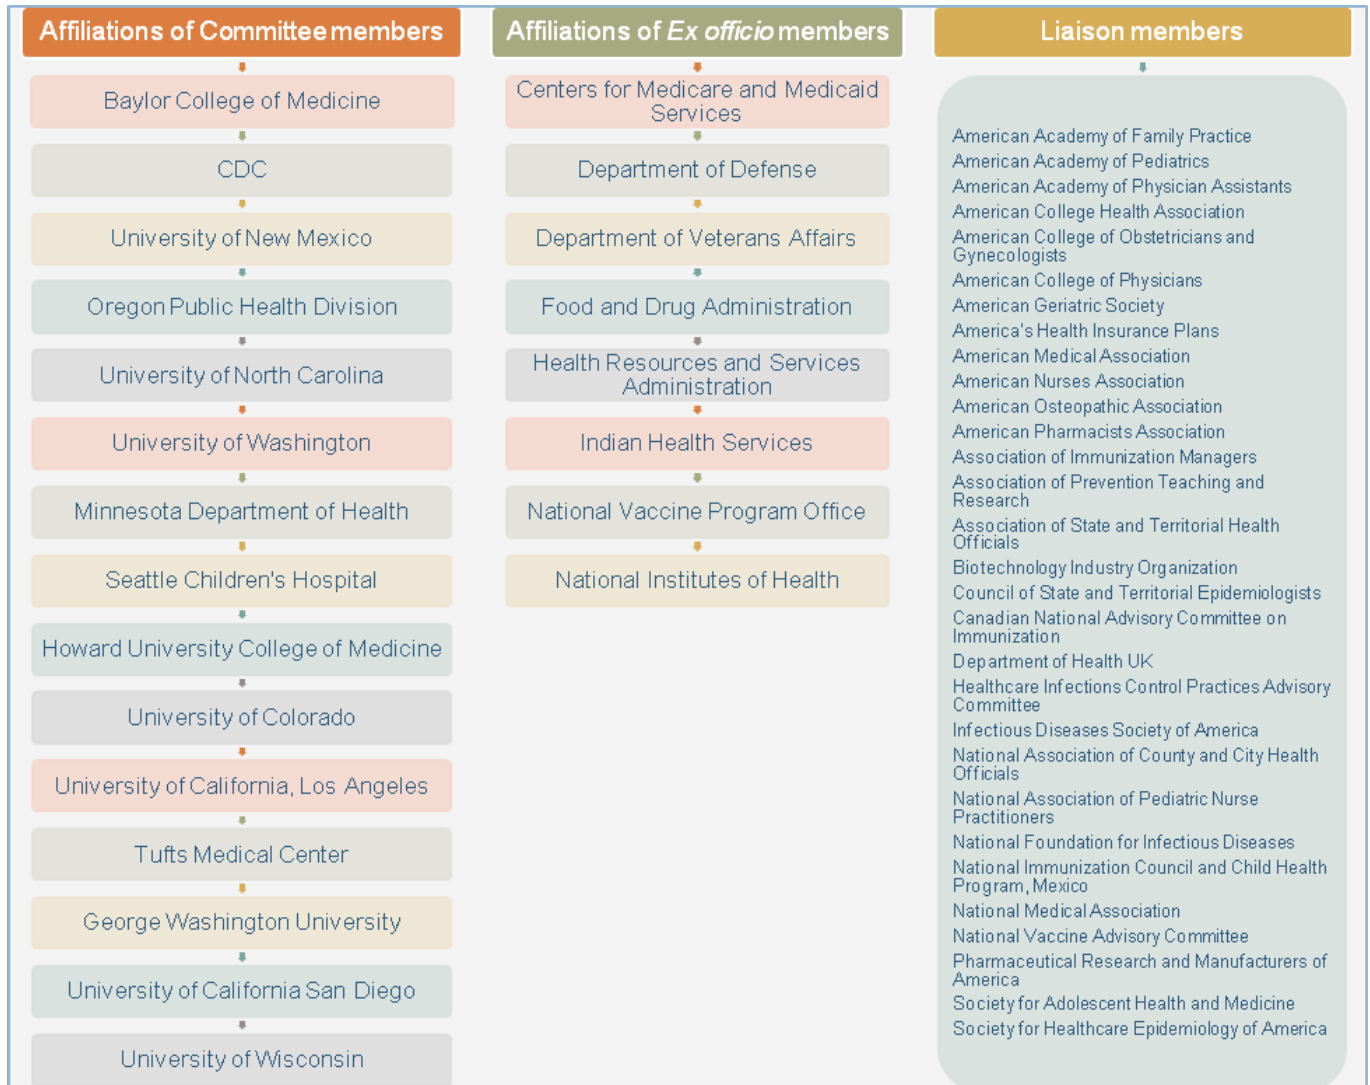 Affiliations of Committee members
Baylor College of Medicine
CDC
University of New Mexico
Oregon Public Health Division
University of North Carolina
University of Washington
Minnesota Department of Health
Seattle Children's Hospital
Howard University College of Medicine
University of Colorado
University of California, Los Angeles
Tufts Medical Center
George Washington University
University of California San Diego
University of Wisconsin
Affiliations of Ex officio members
Centers for Medicare and Medicaid
Services
Department of Defense
Department of Veterans Affairs
Food and Drug Administration
Health Resources and Services
Administration
Indian Health Services
National Vaccine Program Office
National Institutes of Health
Liaison members
American Academy of Family Practice
American Academy of Pediatrics
American Academy of Physician Assistants
American College Health Association
American College of Obstetricians and
Gynecologists
American College of Physicians
American Geriatric Society
America's Health Insurance Plans
American Medical Association
American Nurses Association
American Osteopathic Association
American Pharmacists Association
Association of Immunization Managers
Association of Prevention Teaching and
Research
Association of State and Territorial Health
Officials
Biotechnology Industry Organization
Council of State and Territorial Epidemiologists
Canadian National Advisory Committee on
Immunization
Department of Health UK
Healthcare Infections Control Practices Advisory
Committee
Infectious Diseases Society of America
National Association of County and City Health
Officials
National Association of Pediatric Nurse
Practitioners
National Foundation for Infectious Diseases
National Immunization Council and Child Health
Program, Mexico
National Medical Association
National Vaccine Advisory Committee
Pharmaceutical Research and Manufacturers of
America
Society for Adolescent Health and Medicine
Society for Healthcare Epidemiology of America